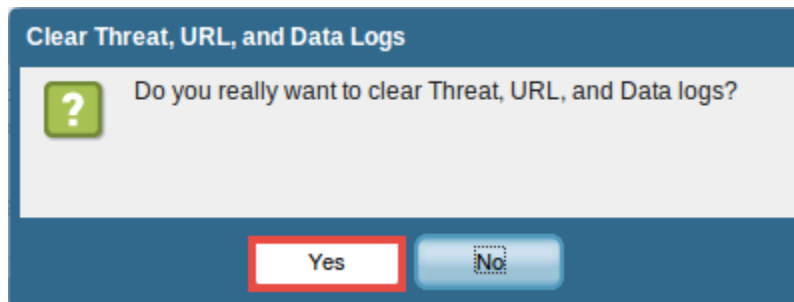 Clear Threat, URL, and Data Logs
?
Do you really want to clear Threat, URL, and Data logs?
Yes
No